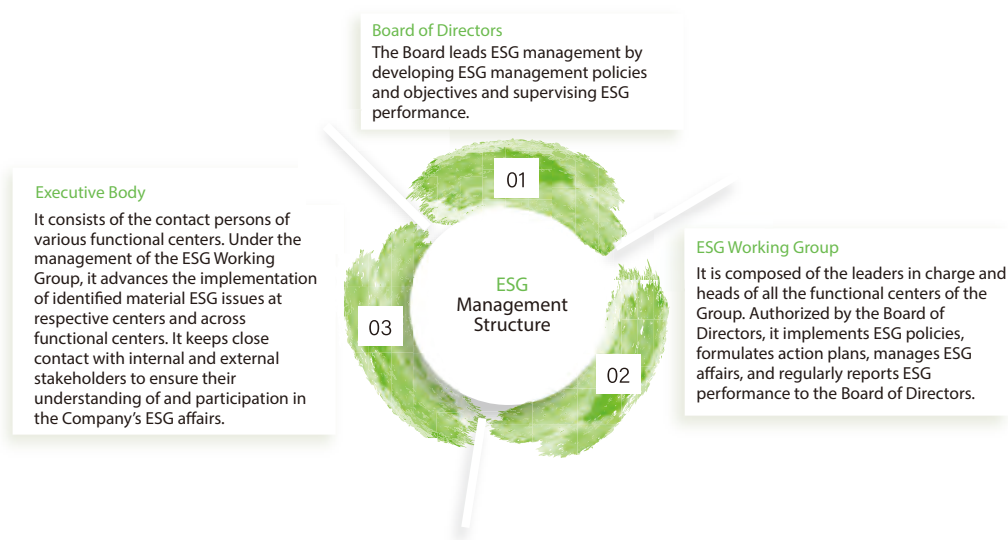 Board of Directors
The Board leads ESG management by
developing ESG management policies
and objectives and supervising ESG
performance.
01
Executive Body
It consists of the contact persons of
various functional centers. Under the
management of the ESG Working
Group, it advances the implementation
of identified material ESG issues at
respective centers and across
functional centers. It keeps close
contact with internal and external
stakeholders to ensure their
understanding of and participation in
the Company's ESG affairs.
03
ESG
Management
Structure
02
ESG Working Group
It is composed of the leaders in charge and
heads of all the functional centers of the
Group. Authorized by the Board of
Directors, it implements ESG policies,
formulates action plans, manages ESG
affairs, and regularly reports ESG
performance to the Board of Directors.